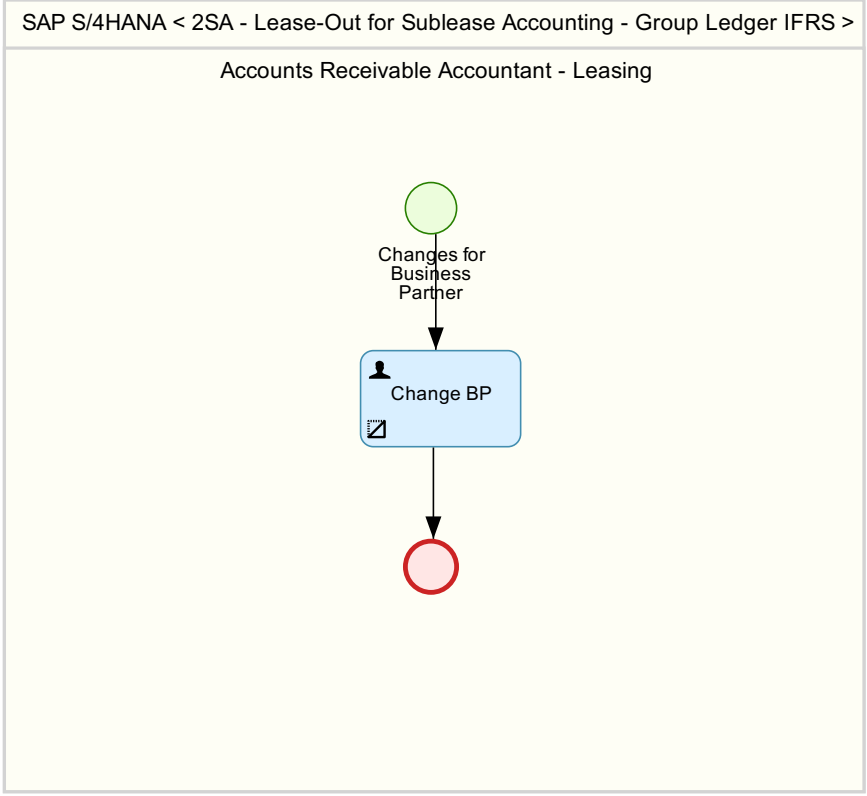 SAP S/4HANA < 2SA - Lease-Out for Sublease Accounting - Group Ledger IFRS >
Accounts Receivable Accountant - Leasing
Changes for
Business
Partner
Change BP